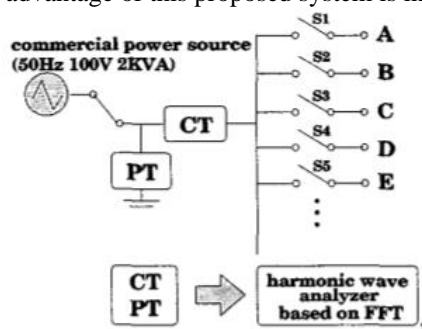 advantage of this proposed system is
commercial power source
(50Hz 100V 2KVA)
S1
A
S2
B
S3
C
CT
S4
D
PT
S5
E
CT
PT
harmonic wave
analyzer
based on FFT